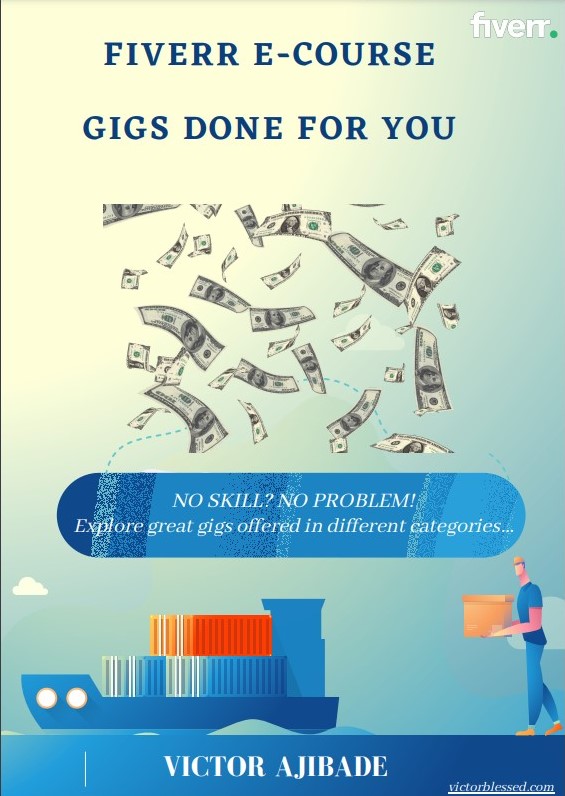 fiverr.
FIVERR E-COURSE
GIGS DONE FOR YOU
NO SKILL? NO PROBLEM!
Explore great gigs offered in different categories...
VICTOR AJIBADE
victorblessed.com